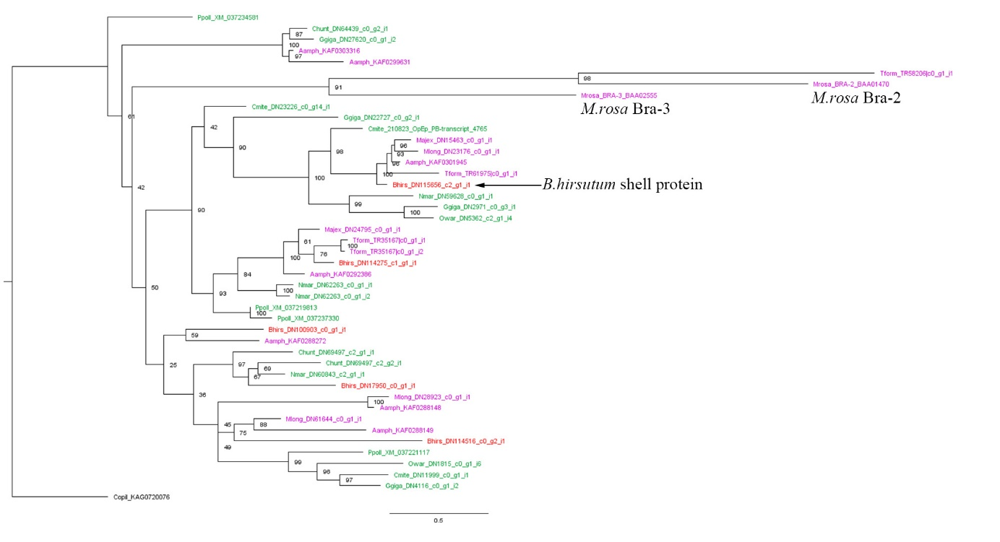 Ppoll_XM_037234581
Chunt_DN64439_c0_g2_i1
87
Ggiga_DN27620_c0_g1_i2
100
Aamph_KAF0303316
97
Aamph_KAF0299631
Tform_TR58206|c0_g1_i1
98
Mrosa_BRA-2_BAA01470
91
Mrosa_BRA-3_BAA02555
M.rosa Bra-2
M.rosa Bra-3
Cmite_DN23226_c0_g14_i1
61
Ggiga_DN22727_c0_g2_i1
42
Cmite_210823_OpEp_PB-transcript_4765
Majex_DN15463_c0_g1_i1
96
90
98
Mlong_DN23176_c0_g1_i1
93
Aamph_KAF0301945
96
Tform_TR61975|c0_g1_i1
100
100
Bhirs_DN115656_c2_g1_i1
B.hirsutum shell protein
42
Nmar_DN59628_c0_g1_i1
99
Ggiga_DN2971_c0_g3_i1
90
100
Owar_DN5362_c2_g1_i4
Majex_DN24795_c0_g1_i1
61
Tform_TR35167|c0_g1_i1
100
Tform_TR35167|c0_g1_i2
76
100
Bhirs_DN114275_c1_g1_i1
84
Aamph_KAF0292386
Nmar_DN62263_c0_g1_i1
50
100
93
Nmar_DN62263_c0_g1_i2
Ppoll_XM_037219813
100
Ppoll_XM_037237330
Bhirs_DN100903_c0_g1_i1
59
Aamph_KAF0288272
Chunt_DN69497_c2_g1_i1
25
97
Chunt_DN69497_c2_g2_i1
69
Nmar_DN60843_c2_g1_i1
67
Bhirs_DN17950_c0_g1_i1
36
Mlong_DN28923_c0_g1_i1
100
Aamph_KAF0288148
Mlong_DN61644_c0_g1_i1
45
88
75
Aamph_KAF0288149
Bhirs_DN114516_c0_g2_i1
49
Ppoll_XM_037221117
99
Owar_DN1815_c0_g1_i6
96
Cmite_DN11999_c0_g1_i1
97
Ggiga_DN4116_c0_g1_i2
Copil_KAG0720076
0.5